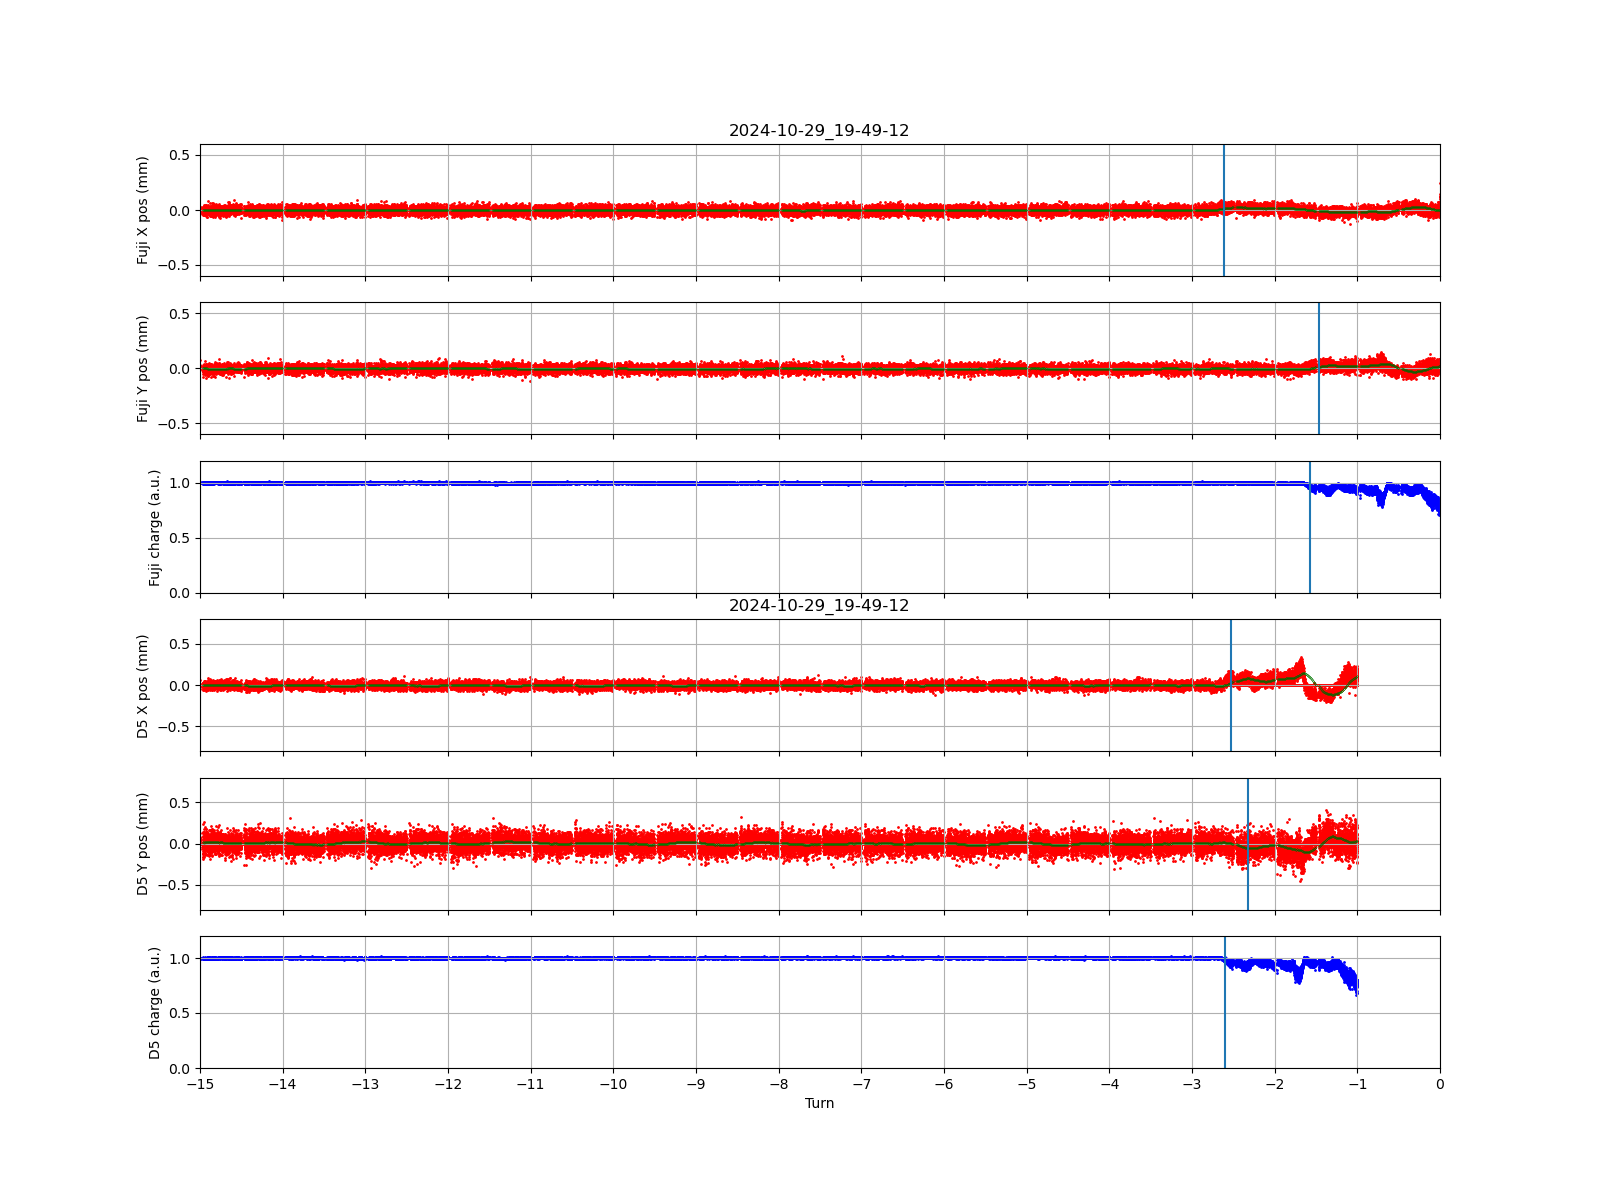 2024-10-29_19-49-12
Fuji X pos (mm)
0.5
0.0
−0.5
Fuji Y pos (mm)
0.5
0.0
−0.5
Fuji charge (a.u.)
1.0
0.5
0.0
2024-10-29_19-49-12
D5 X pos (mm)
0.5
0.0
−0.5
D5 Y pos (mm)
0.5
0.0
−0.5
D5 charge (a.u.)
1.0
0.5
0.0
−15 −14 −13 −12 −11 −10 −9 −8 −7 −6 −5 −4 −3 −2 −1 0
Turn